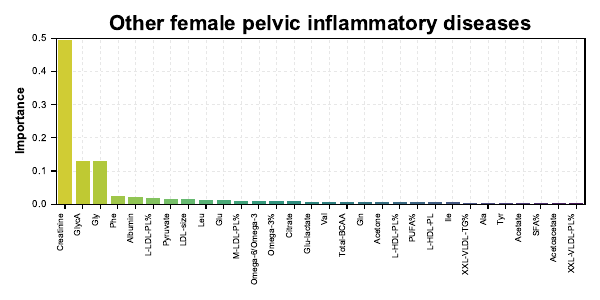 Other female pelvic inflammatory diseases
Importance
0.5
0.4
0.3
0.2
0.1
0.0
Creatinine
GlycA
Gly
Phe
Albumin
L-LDL-PL%
Pyruvate
LDL-size
Leu
Glu
M-LDL-PL%
Omega-6/Omega-3
Omega-3%
Citrate
Glu-lactate
Val
Total-BCAA
Gln
Acetone
L-HDL-PL%
PUFA%
L-HDL-PL
Ile
XXL-VLDL-TG%
Ala
Tyr
Acetate
SFA%
Acetoacetate
XXL-VLDL-PL%